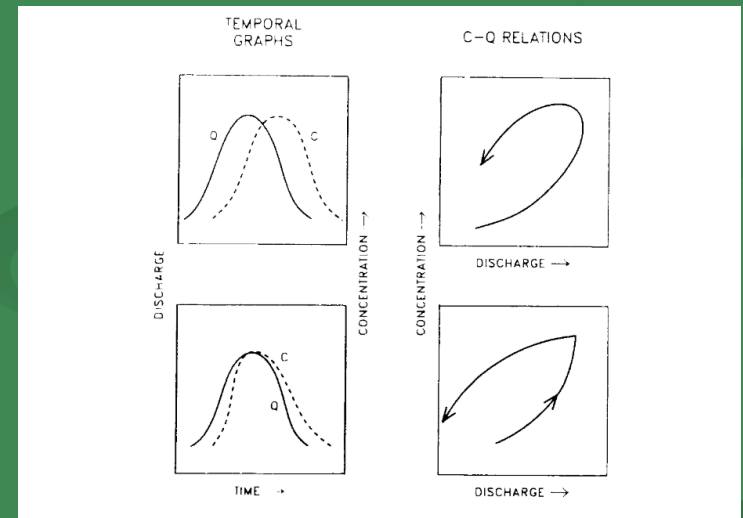 TEMPORAL
GRAPHS
C-Q RELATIONS
Q
C
DISCHARGE
CONCENTRATION →
CONCENTRATION →
DISCHARGE →
C
Q
TIME →
DISCHARGE →